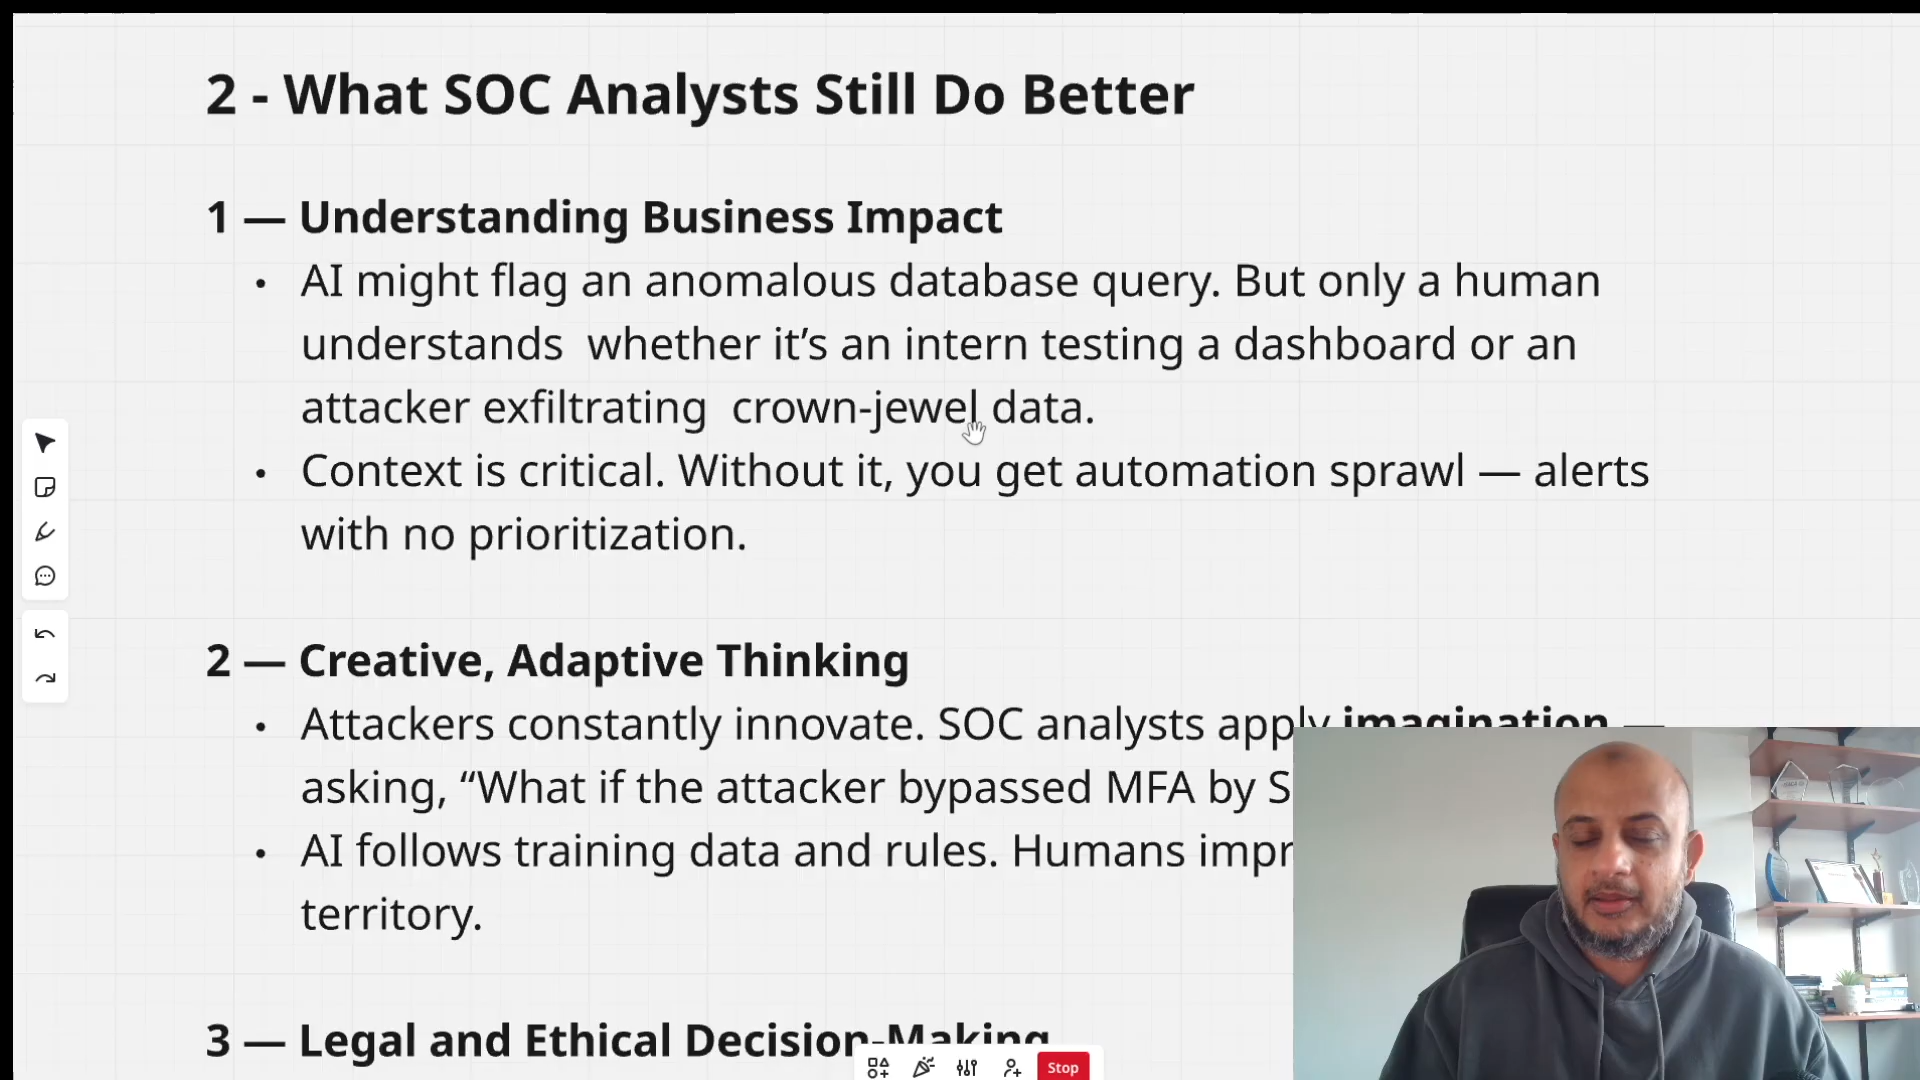 2 - What SOC Analysts Still Do Better
1 — Understanding Business Impact
• AI might flag an anomalous database query. But only a human
understands  whether it’s an intern testing a dashboard or an
attacker exfiltrating  crown-jewel data.
• Context is critical. Without it, you get automation sprawl — alerts
with no prioritization.
2 — Creative, Adaptive Thinking
• Attackers constantly innovate. SOC analysts apply imagination —
asking, “What if the attacker bypassed MFA by
• AI follows training data and rules. Humans
territory.
3 — Legal and Ethical Decision-Making
Stop